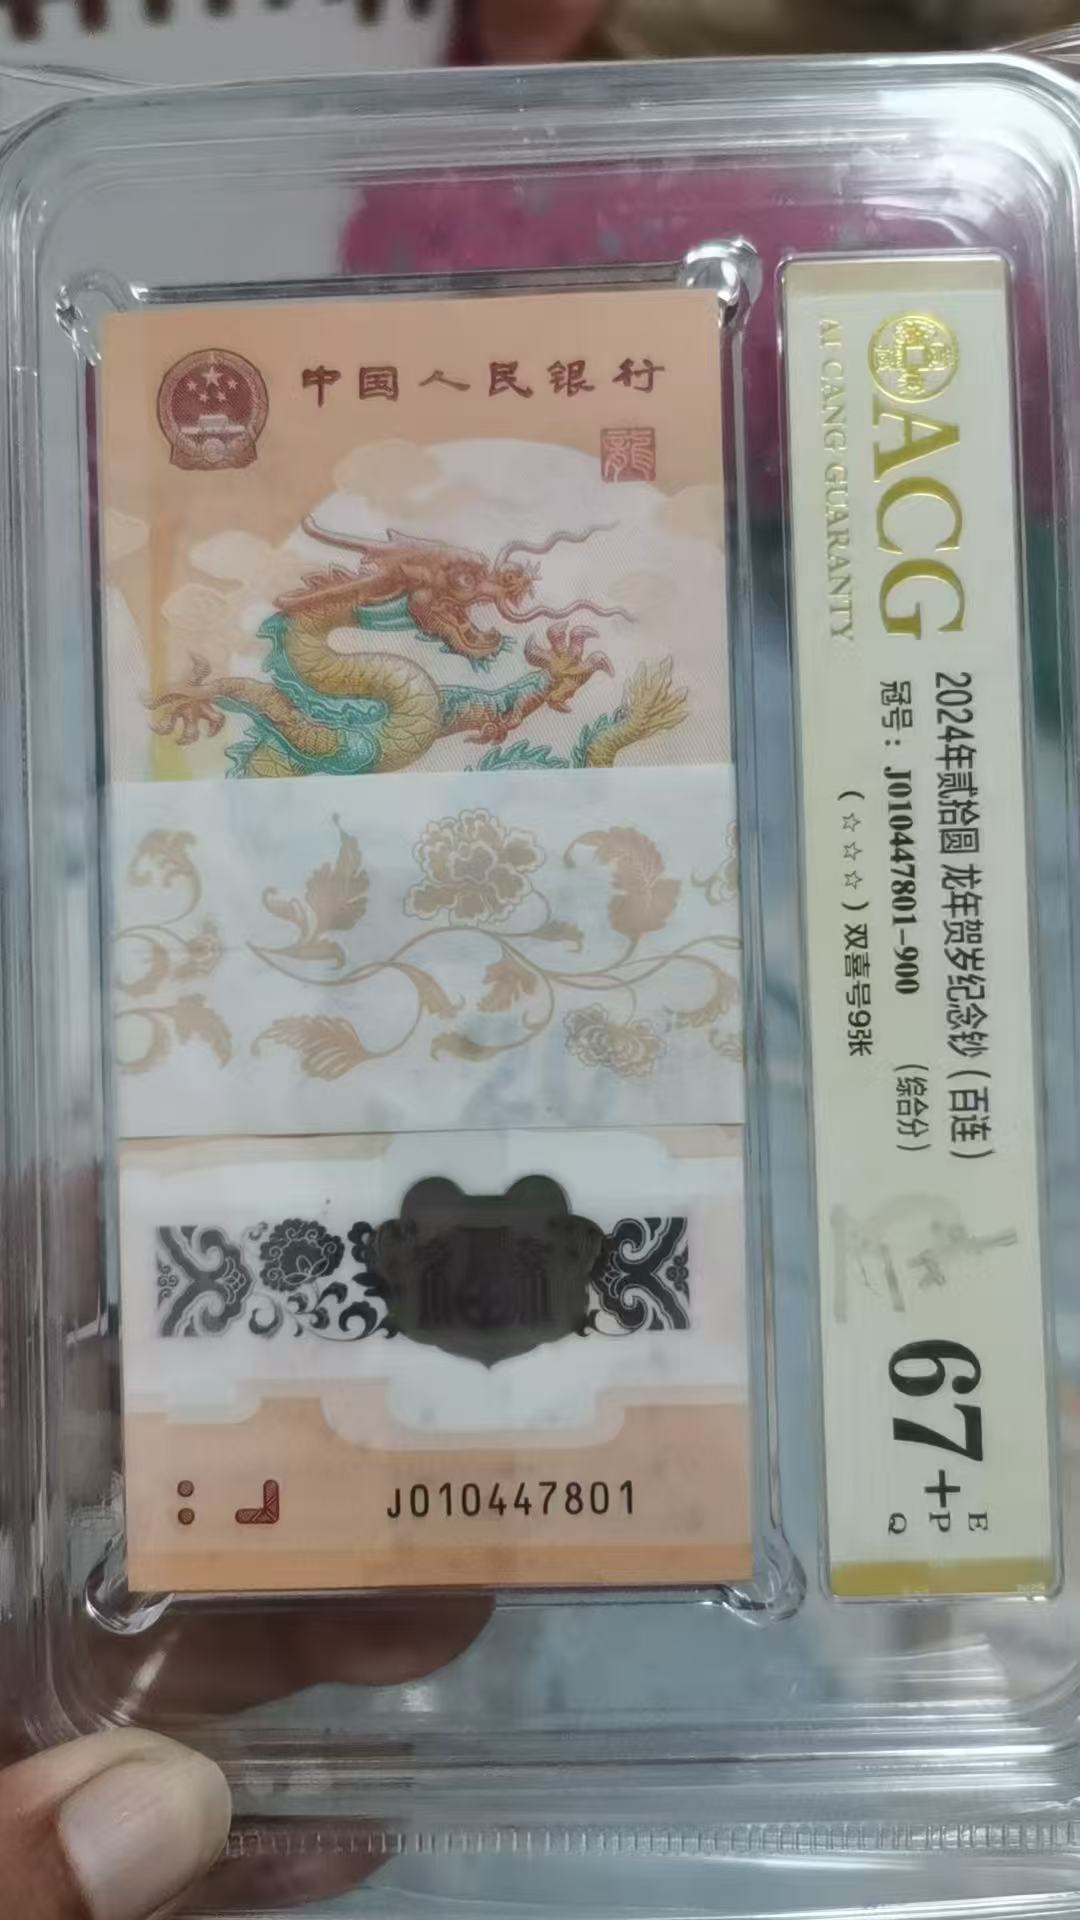 中国人民银行
龍
J010447801
ACG
AI CANG GUARANTY
2024年贰拾圆 龙年贺岁纪念钞（百连）
冠号：J010447801-900
（综合分）
（☆☆☆）双喜号9张
67+
E
P
Q